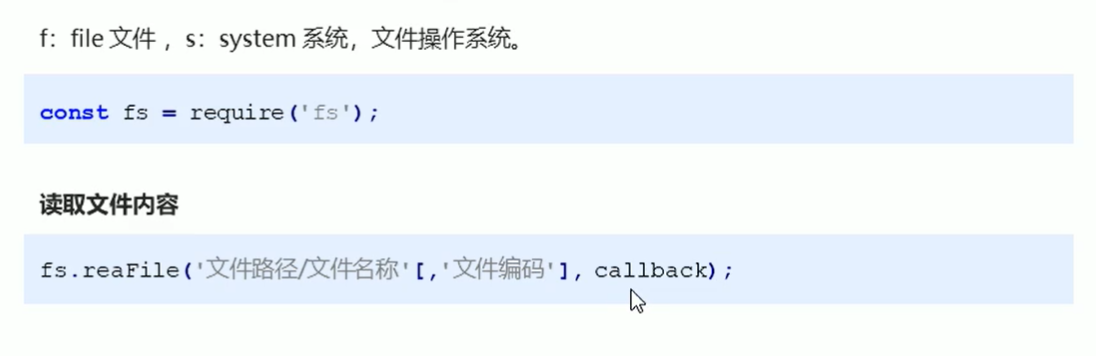 f：file 文件 ，s：system 系统，文件操作系统。
const fs = require('fs');
读取文件内容
fs.reaFile('文件路径/文件名称'[,'文件编码'], callback);